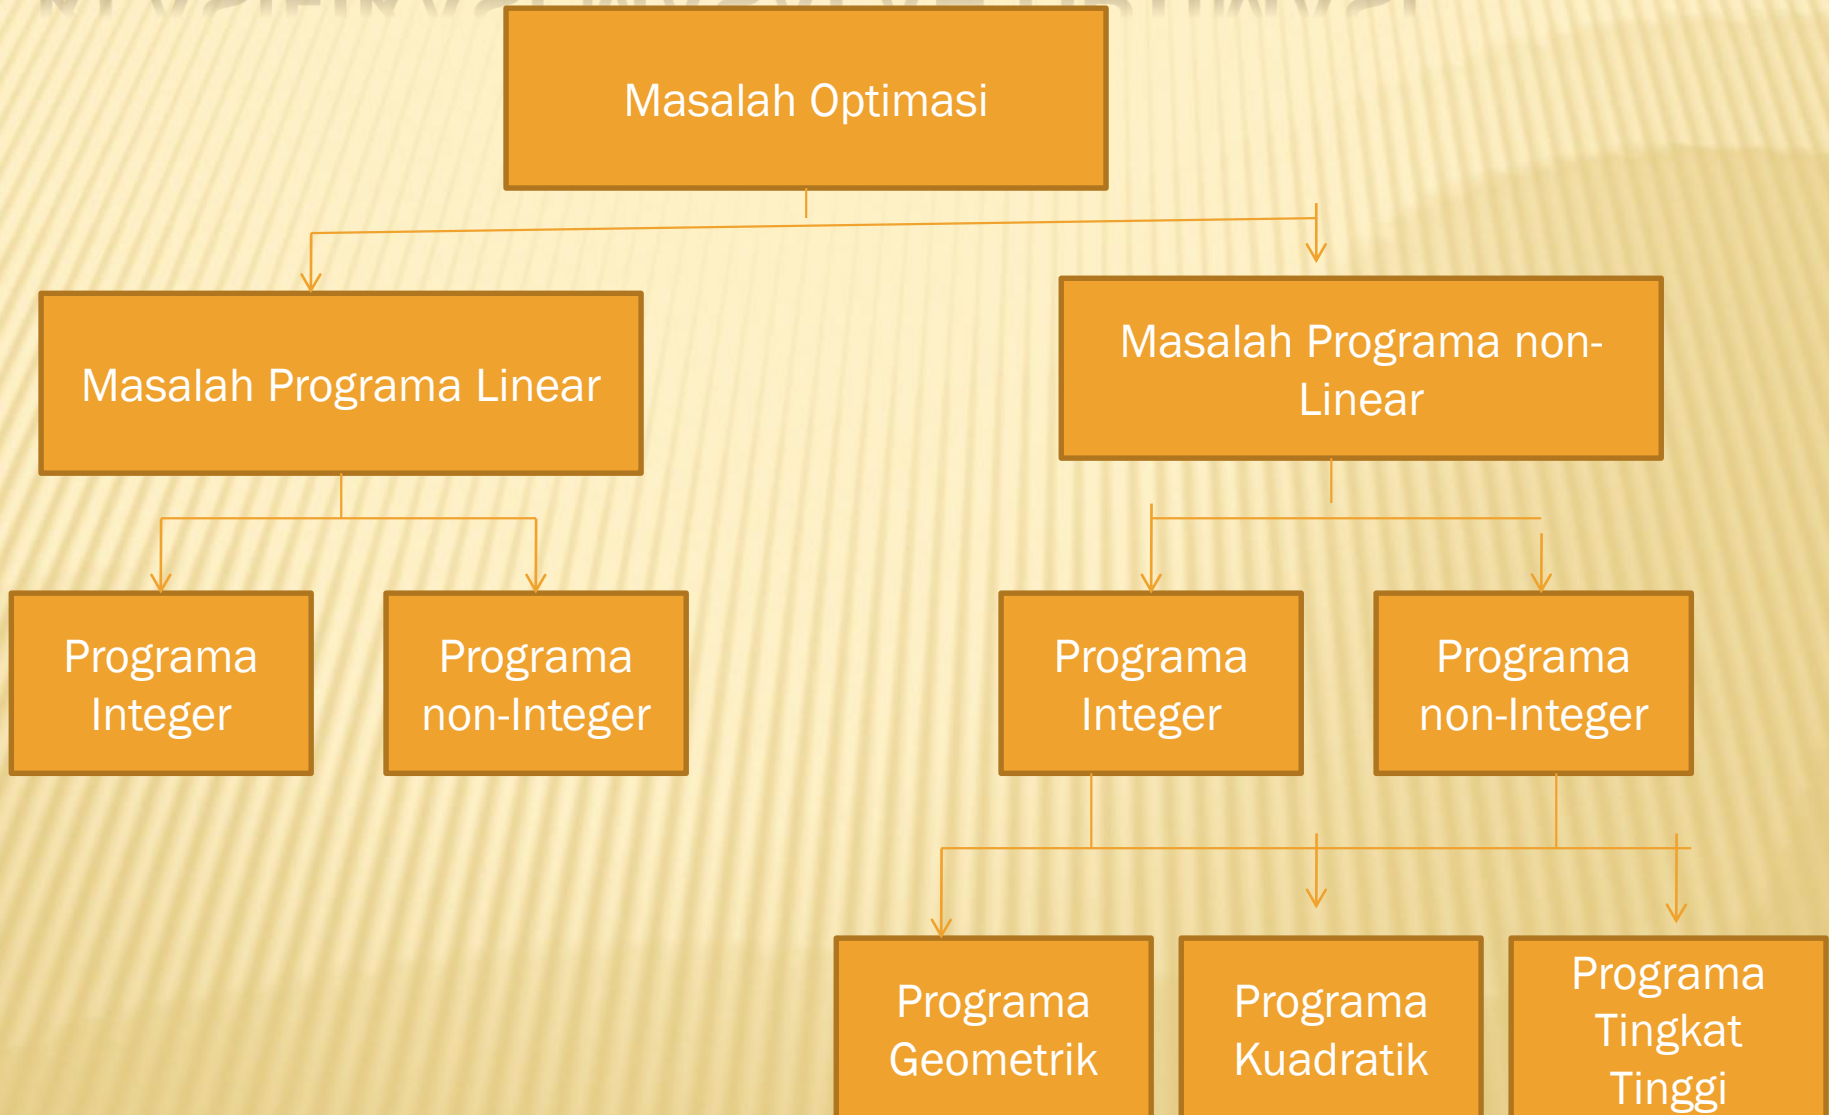 Masalah Optimasi
Masalah Programa Linear
Masalah Programa non-
Linear
Programa
Integer
Programa
non-Integer
Programa
Integer
Programa
non-Integer
Programa
Geometrik
Programa
Kuadratik
Programa
Tingkat
Tinggi